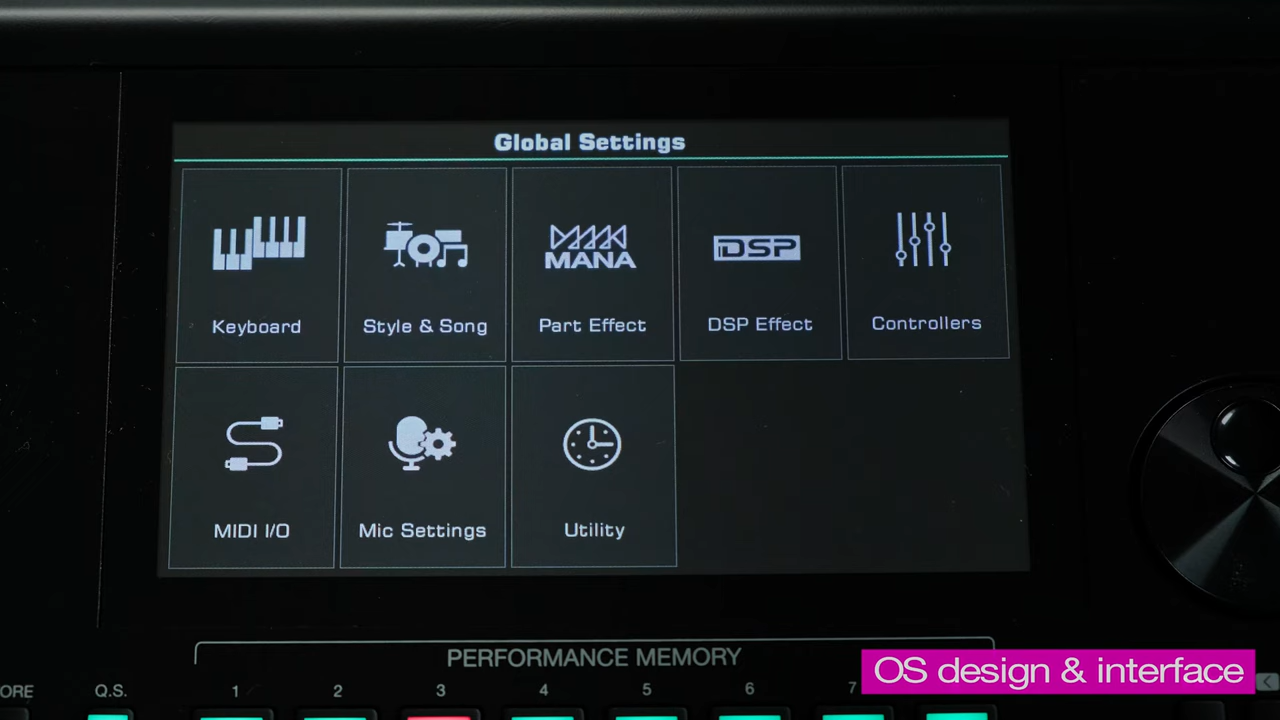 Global Settings
MANA
DSP
Keyboard
Style & Song
Part Effect
DSP Effect
Controllers
MIDI I/O
Mic Settings
Utility
PERFORMANCE MEMORY
ORE Q.S. 1 2 3 4 5 6 7
OS design & interface